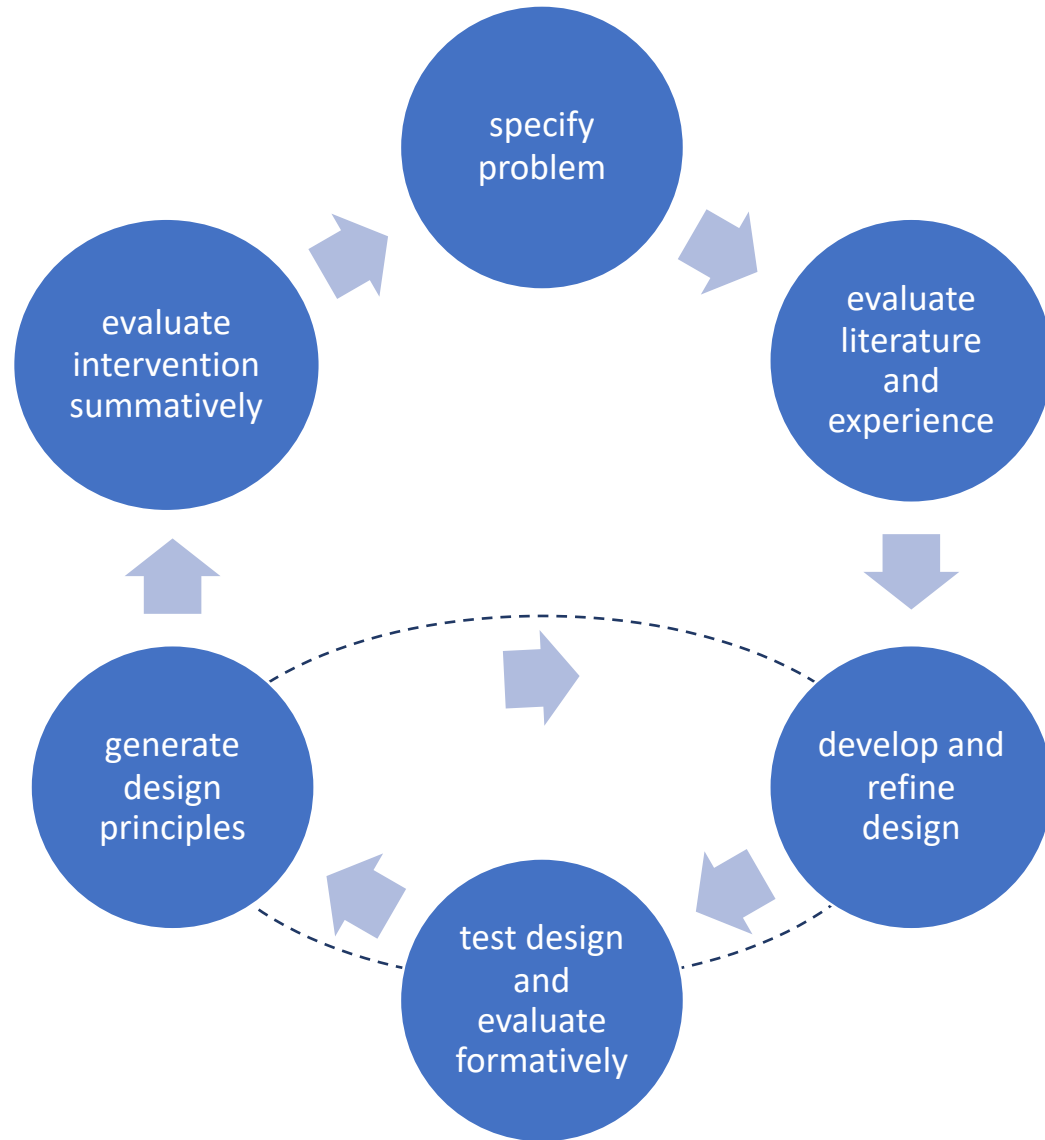 specify
problem
evaluate
literature
and
experience
develop and
refine
design
test design
and
evaluate
formatively
generate
design
principles
evaluate
intervention
summatively